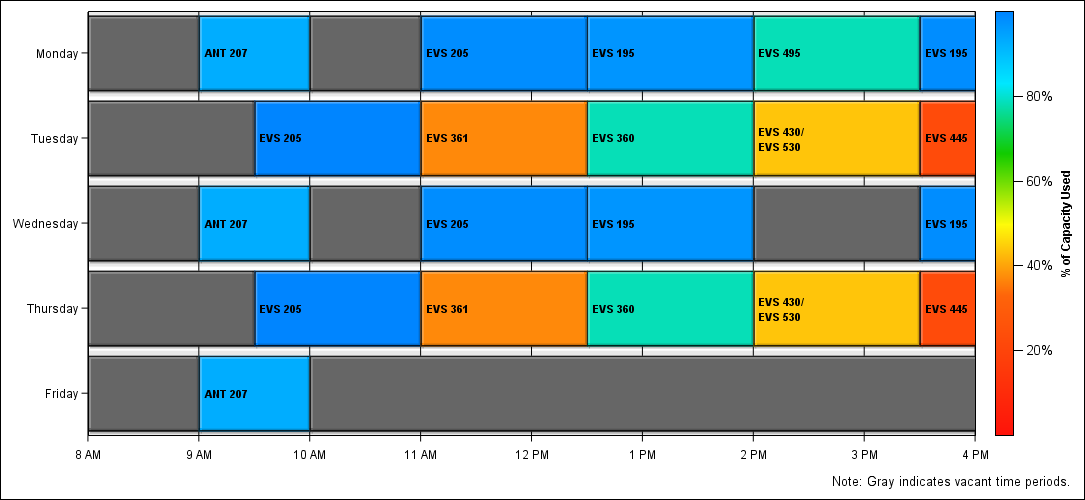 Monday
ANT 207
EVS 205
EVS 195
EVS 495
EVS 195
Tuesday
EVS 205
EVS 361
EVS 360
EVS 430/
EVS 530
EVS 445
Wednesday
ANT 207
EVS 205
EVS 195
EVS 195
Thursday
EVS 205
EVS 361
EVS 360
EVS 430/
EVS 530
EVS 445
Friday
ANT 207
8 AM
9 AM
10 AM
11 AM
12 PM
1 PM
2 PM
3 PM
4 PM
80%
60%
40%
20%
% of Capacity Used
Note: Gray indicates vacant time periods.